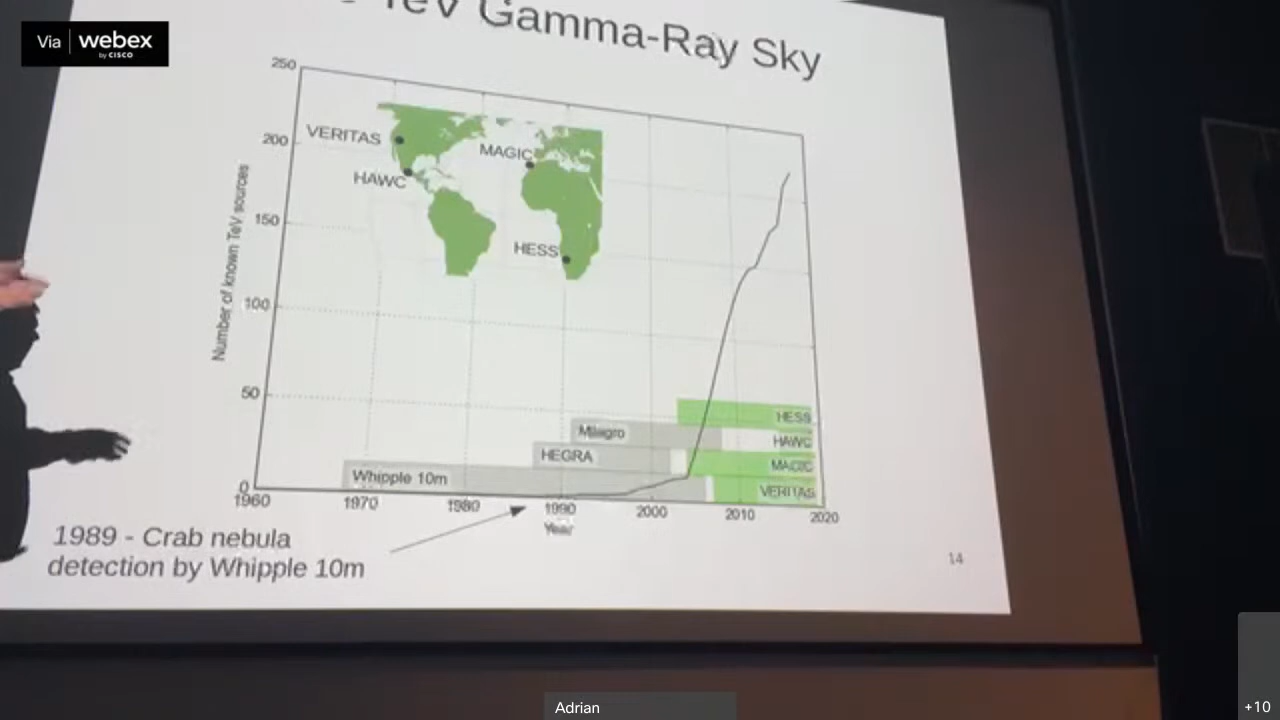 Via webex
by CISCO
TeV Gamma-Ray Sky
250
200
150
100
50
0
Number of known TeV sources
VERITAS
MAGIC
HAWC
HESS
HESS
Milagro
HAWC
HEGRA
MAGIC
Whipple 10m
VERITAS
1960 1970 1980 1990 2000 2010 2020
Year
1989 - Crab nebula
detection by Whipple 10m
14
Adrian
+10